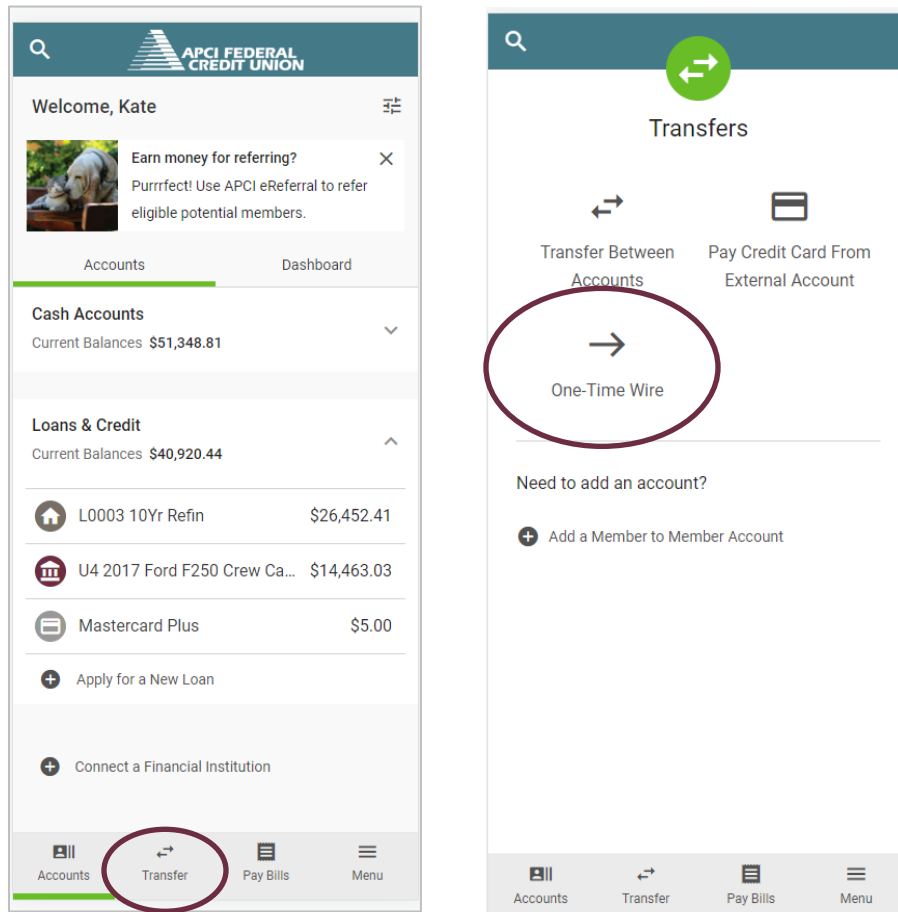 APCI FEDERAL
CREDIT UNION
Welcome, Kate
Earn money for referring?
Purrrfect! Use APCI eReferral to refer
eligible potential members.
Accounts
Dashboard
Cash Accounts
Current Balances $51,348.81
Loans & Credit
Current Balances $40,920.44
L0003 10Yr Refin $26,452.41
U4 2017 Ford F250 Crew Ca... $14,463.03
Mastercard Plus $5.00
Apply for a New Loan
Connect a Financial Institution
Accounts Transfer Pay Bills Menu
Transfers
Transfer Between
Accounts
Pay Credit Card From
External Account
One-Time Wire
Need to add an account?
Add a Member to Member Account
Accounts Transfer Pay Bills Menu